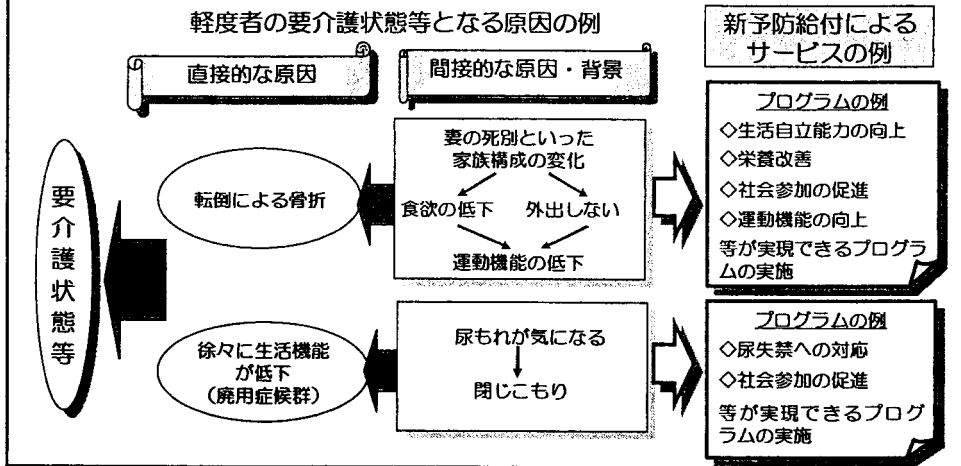 軽度者の要介護状態等となる原因の例
新予防給付による
サービスの例
直接的な原因
間接的な原因・背景
要介護状態等
転倒による骨折
妻の死別といった
家族構成の変化
食欲の低下
外出しない
運動機能の低下
プログラムの例
◇生活自立能力の向上
◇栄養改善
◇社会参加の促進
◇運動機能の向上
等が実現できるプログラ
ムの実施
徐々に生活機能
が低下
（廃用症候群）
尿もれが気になる
閉じこもり
プログラムの例
◇尿失禁への対応
◇社会参加の促進
等が実現できるプログ
ラムの実施